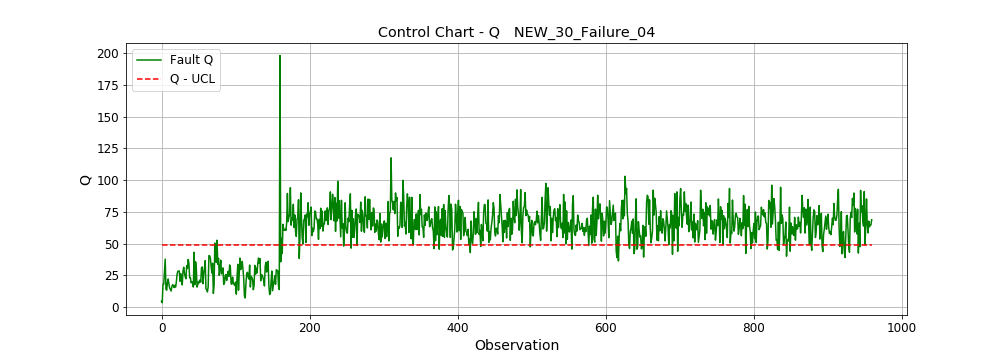 Control Chart - Q   NEW_30_Failure_04
200
175
150
125
100
75
50
25
0
Q
Fault Q
Q - UCL
0 200 400 600 800 1000
Observation